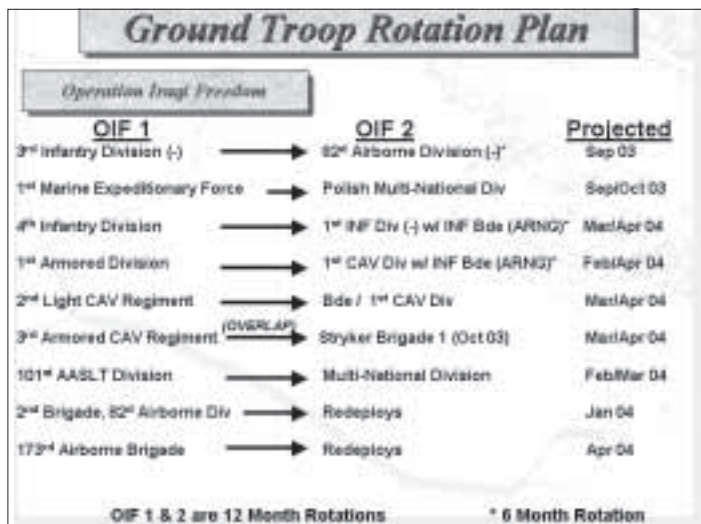 Ground Troop Rotation Plan
Operation Iraqi Freedom
OIF 1 OIF 2 Projected
3rd Infantry Division (-) 82d Airborne Division (-)* Sep 03
1st Marine Expeditionary Force Polish Multi-National Div Sep/Oct 03
4th Infantry Division 1st INF Div (-) w/ INF Bde (ARNG)* Mar/Apr 04
1st Armored Division 1st CAV Div w/ INF Bde (ARNG)* Feb/Apr 04
2nd Light CAV Regiment Bde / 1st CAV Div Mar/Apr 04
3rd Armored CAV Regiment (OVERLAP) Stryker Brigade 1 (Oct 03) Mar/Apr 04
101st AASLT Division Multi-National Division Feb/Mar 04
2nd Brigade, 82d Airborne Div Redeploys Jan 04
173rd Airborne Brigade Redeploys Apr 04
OIF 1 & 2 are 12 Month Rotations * 6 Month Rotation